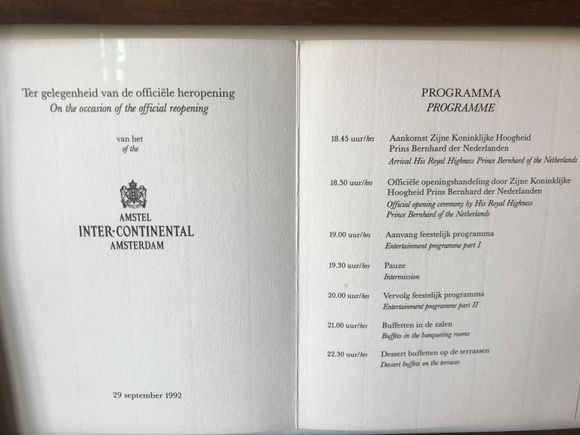 Ter gelegenheid van de officiële heropening
On the occasion of the official reopening
van het
of the
AMSTEL
INTER·CONTINENTAL
AMSTERDAM
29 september 1992
PROGRAMMA
PROGRAMME
18.45 uur/hrs Aankomst Zijne Koninklijke Hoogheid
Prins Bernhard der Nederlanden
Arrival His Royal Highness Prince Bernhard of the Netherlands
18.50 uur/hrs Officiële openingshandeling door Zijne Koninklijke
Hoogheid Prins Bernhard der Nederlanden
Official opening ceremony by His Royal Highness
Prince Bernhard of the Netherlands
19.00 uur/hrs Aanvang feestelijk programma
Entertainment programme part I
19.30 uur/hrs Pauze
Intermission
20.00 uur/hrs Vervolg feestelijk programma
Entertainment programme part II
21.00 uur/hrs Buffetten in de zalen
Buffets in the banqueting rooms
22.30 uur/hrs Dessert buffetten op de terrassen
Dessert buffets on the terraces